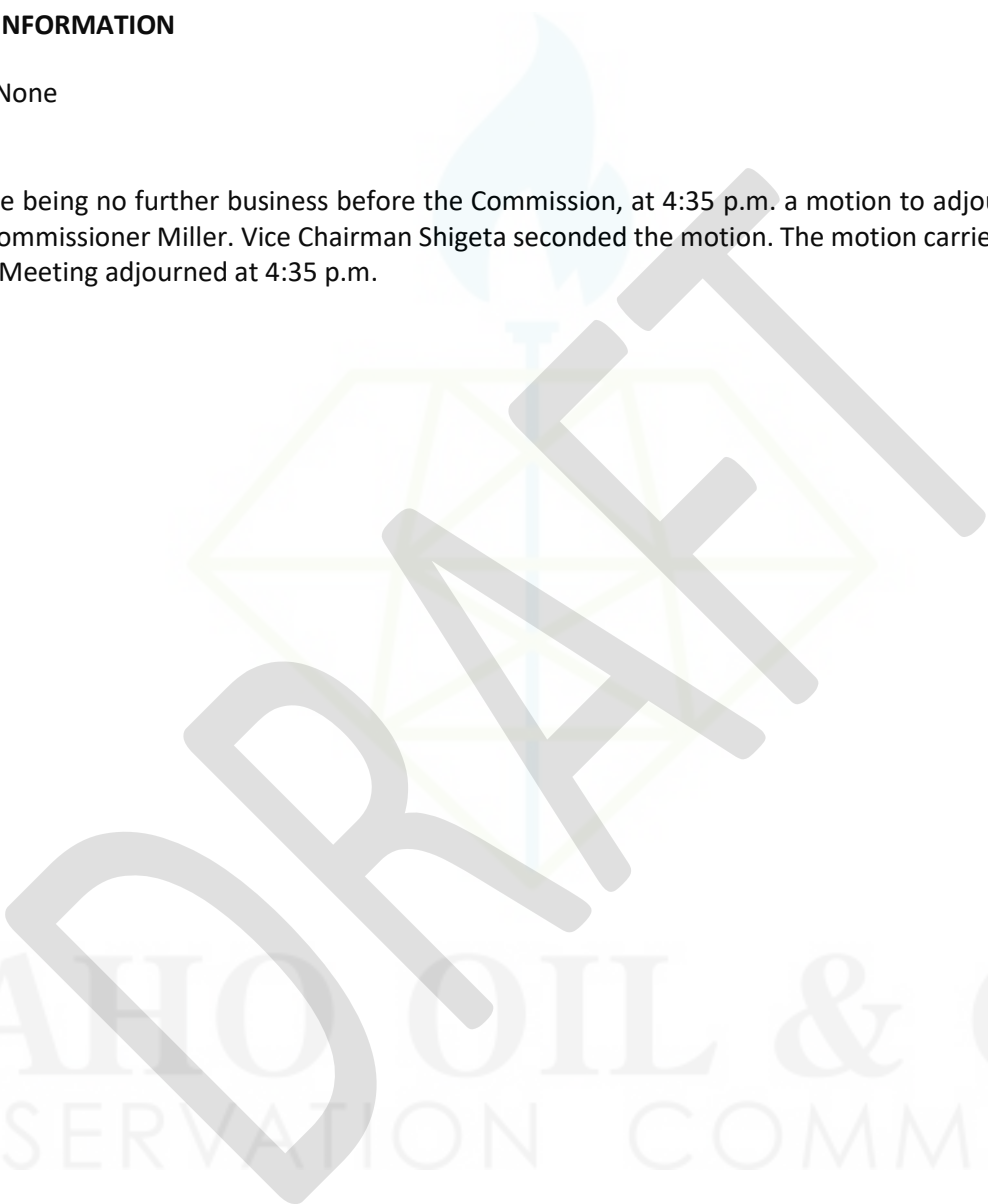 NFORMATION
None
e being no further business before the Commission, at 4:35 p.m. a motion to adjou
ommissioner Miller. Vice Chairman Shigeta seconded the motion. The motion carrie
Meeting adjourned at 4:35 p.m.
DRAFT
AHO OIL &
SERVATION COMM